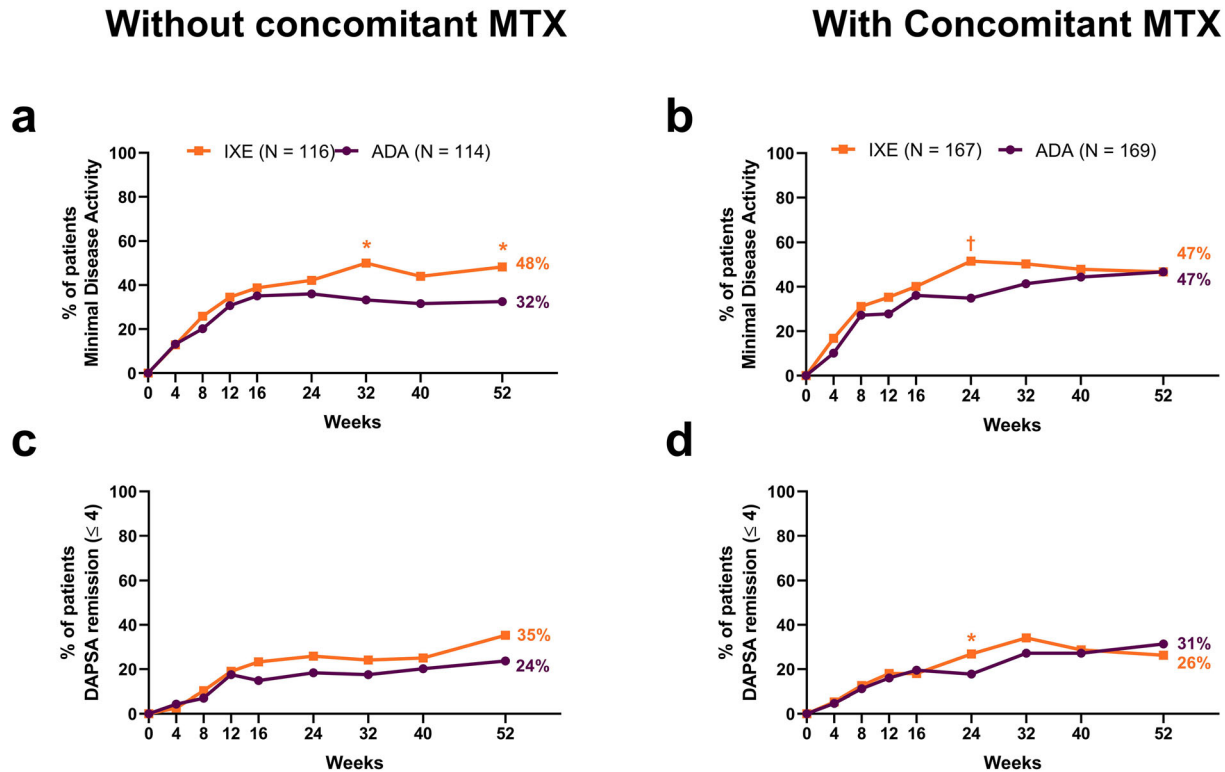 Without concomitant MTX
With Concomitant MTX
a
IXE (N = 116)
ADA (N = 114)
% of patients
Minimal Disease Activity
100
80
60
40
20
0
*
*
48%
32%
0 4 8 12 16 24 32 40 52
Weeks
b
IXE (N = 167)
ADA (N = 169)
% of patients
Minimal Disease Activity
100
80
60
40
20
0
†
47%
47%
0 4 8 12 16 24 32 40 52
Weeks
c
% of patients
DAPSA remission (≤ 4)
100
80
60
40
20
0
35%
24%
0 4 8 12 16 24 32 40 52
Weeks
d
% of patients
DAPSA remission (≤ 4)
100
80
60
40
20
0
*
31%
26%
0 4 8 12 16 24 32 40 52
Weeks